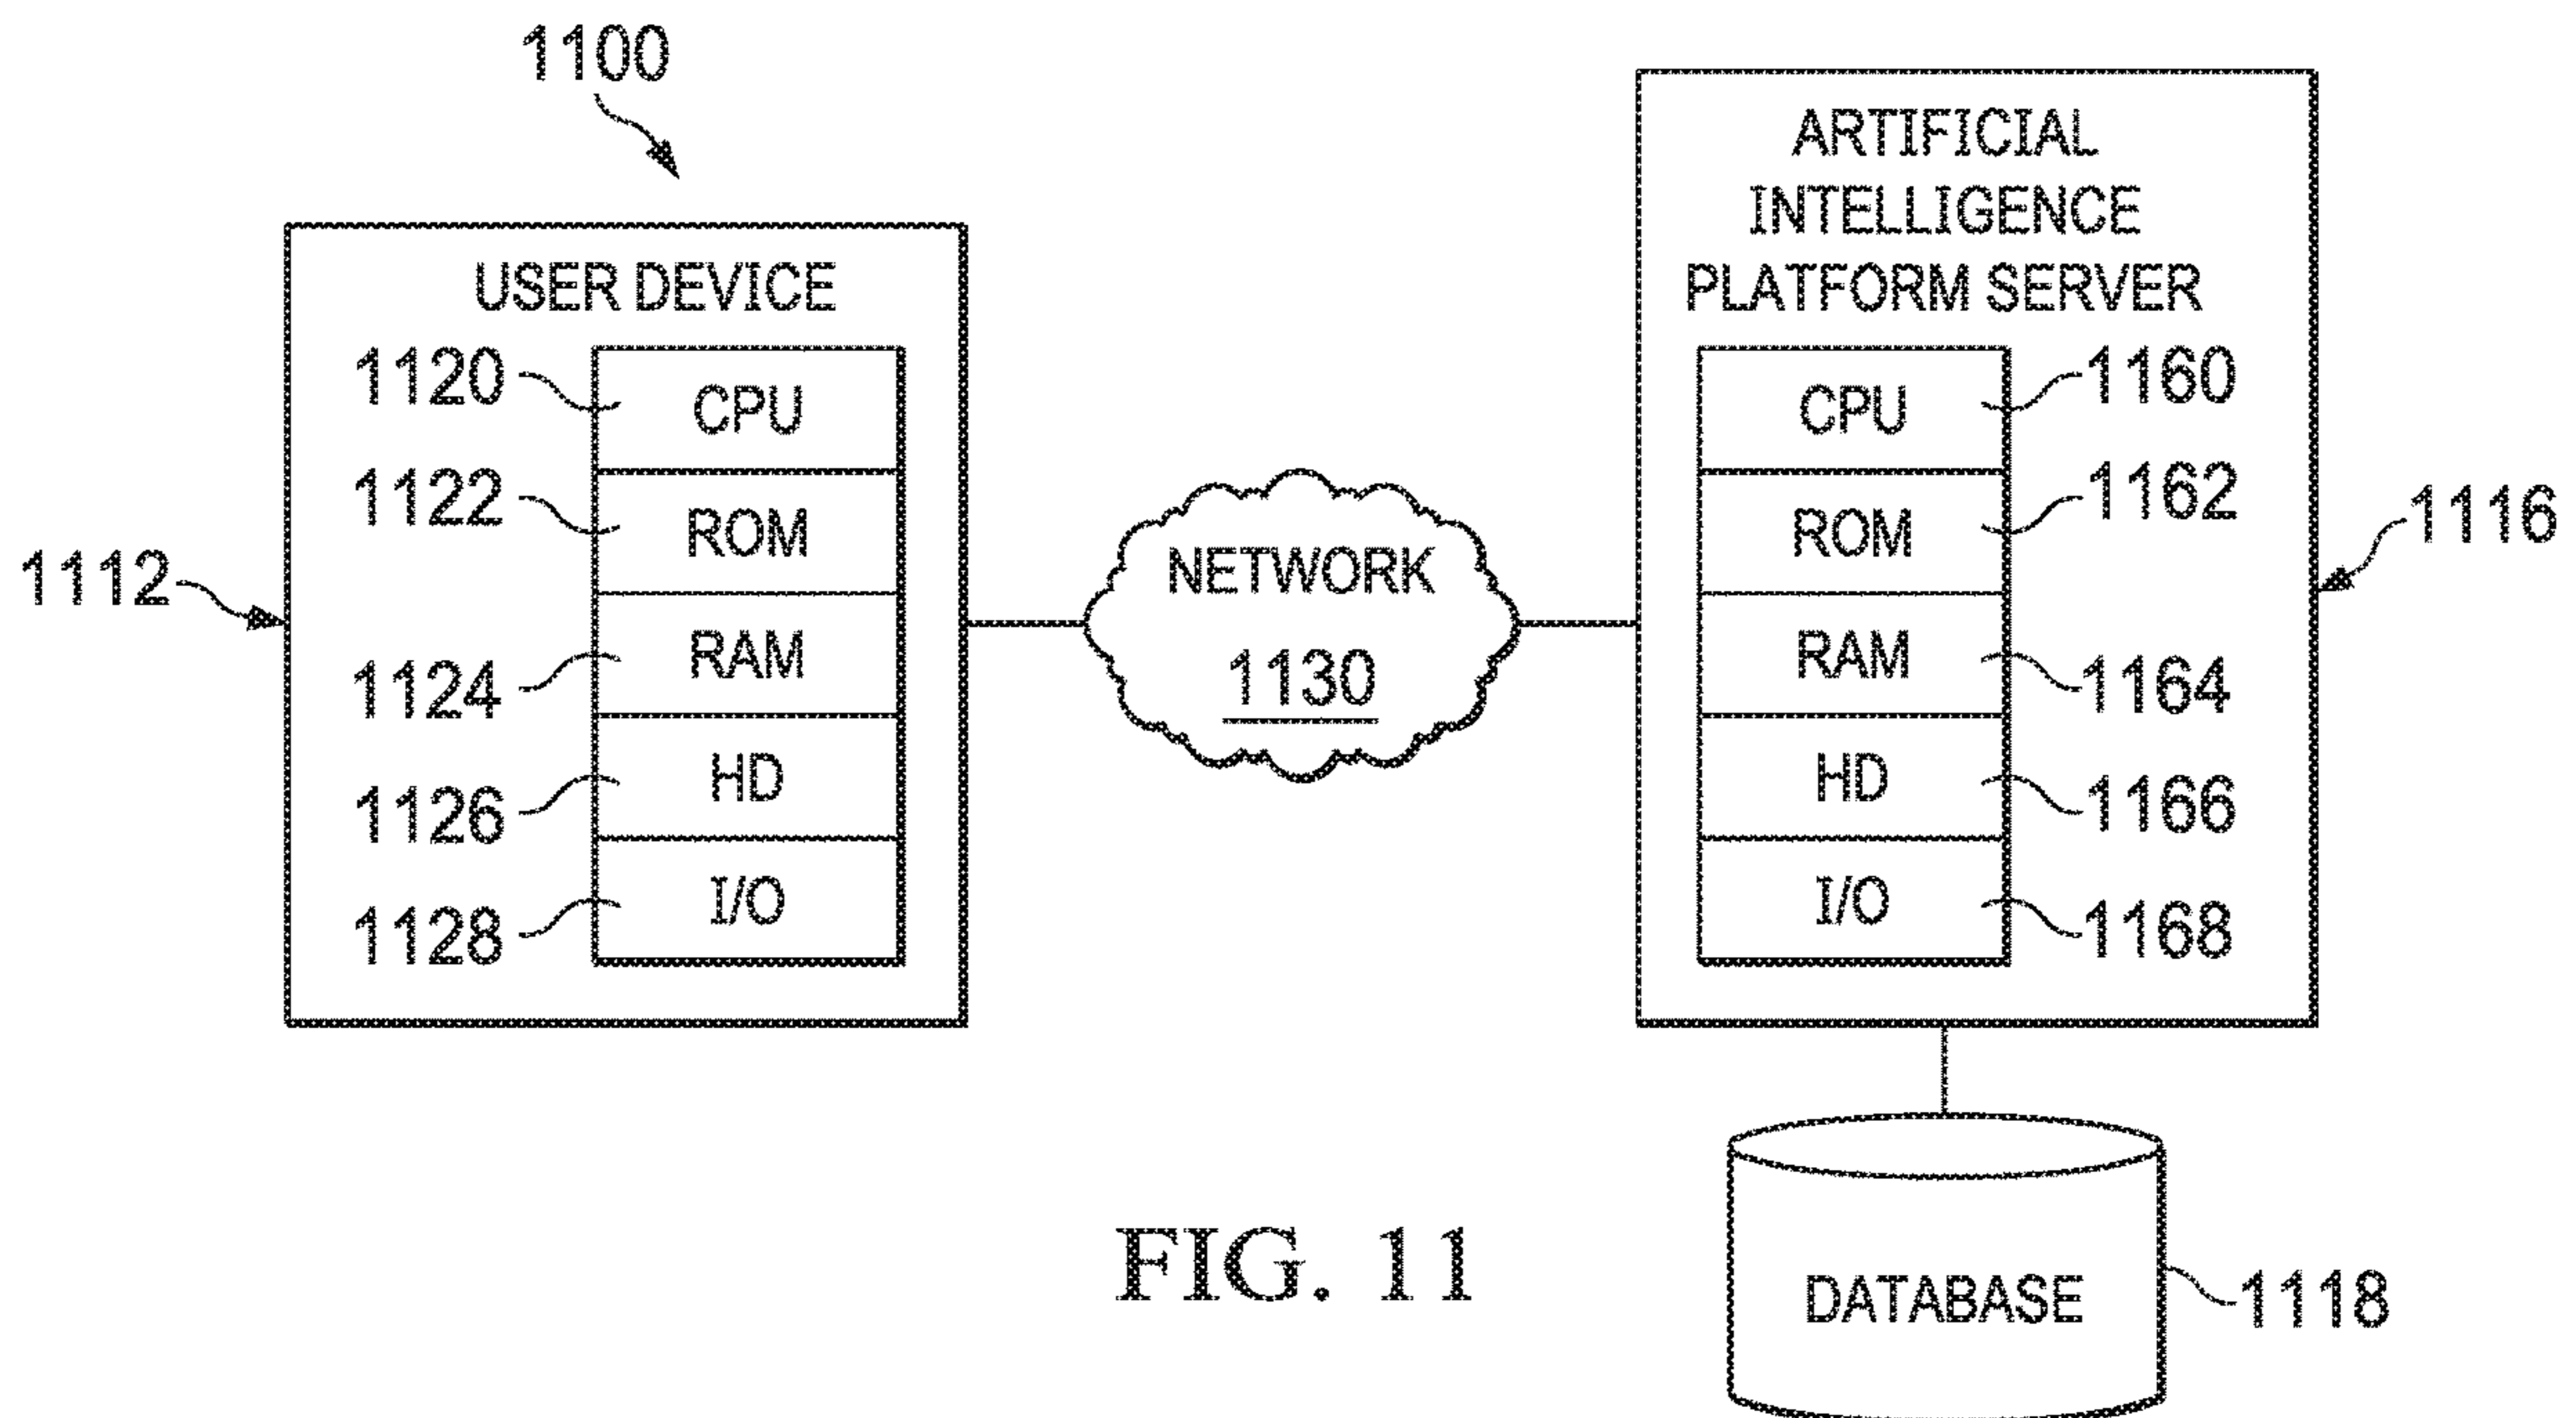 1100
USER DEVICE
1120 CPU
1122 ROM
1124 RAM
1126 HD
1128 I/O
1112
NETWORK
1130
ARTIFICIAL
INTELLIGENCE
PLATFORM SERVER
CPU 1160
ROM 1162
RAM 1164
HD 1166
I/O 1168
1116
DATABASE 1118
FIG. 11